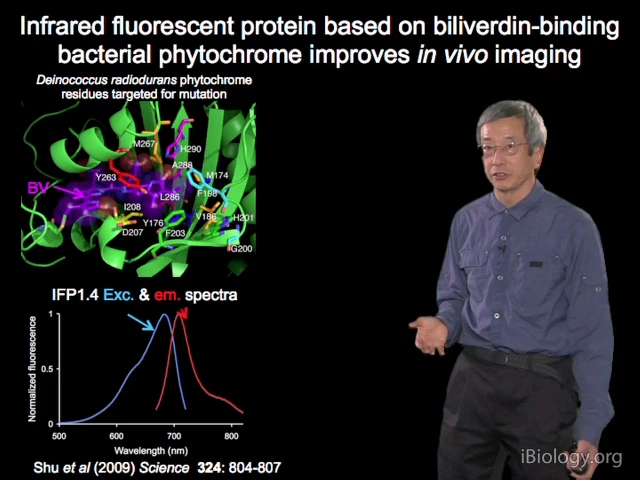 Infrared fluorescent protein based on biliverdin-binding
bacterial phytochrome improves in vivo imaging
Deinococcus radiodurans phytochrome
residues targeted for mutation
M267
H290
A288
Y263
M174
BV
L286
F198
I208
V186
Y176
H201
D207
F203
G200
IFP1.4 Exc. & em. spectra
Normalized fluorescence
1
0.5
0
500
600
700
800
Wavelength (nm)
Shu et al (2009) Science 324: 804-807
iBiology.org